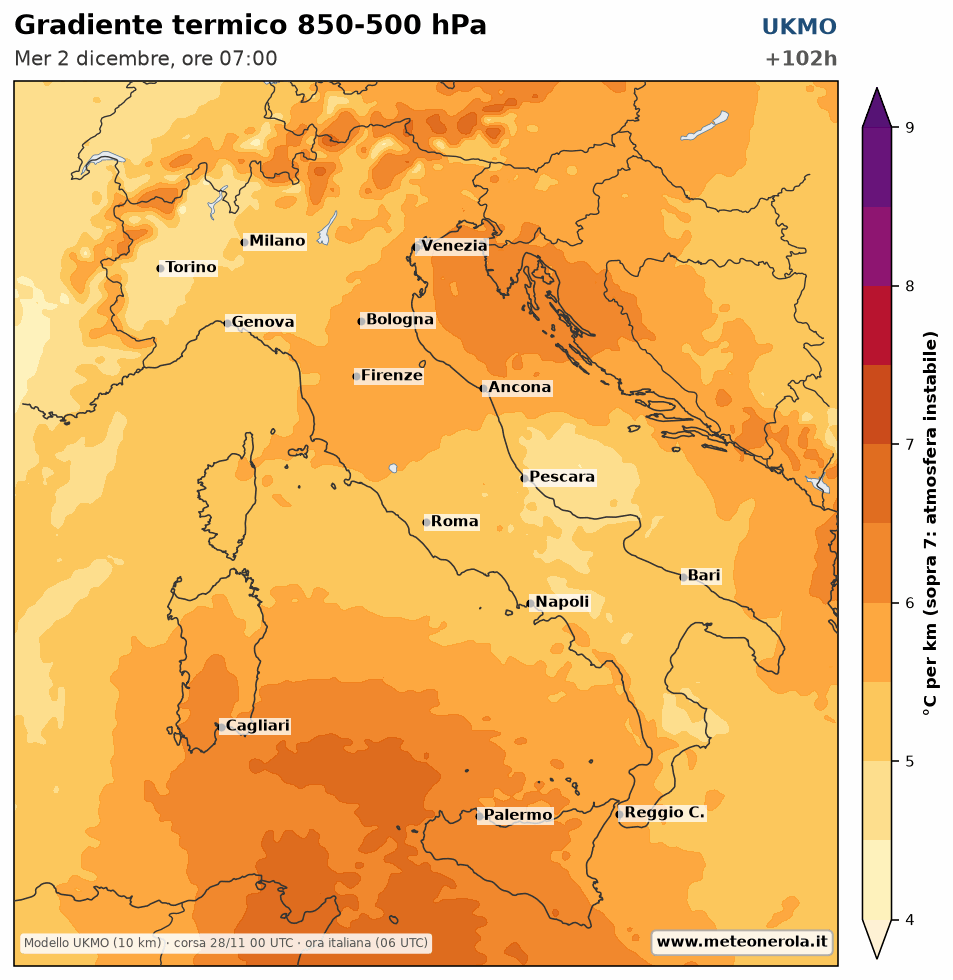 Gradiente termico 850-500 hPa
UKMO
Mer 2 dicembre, ore 07:00
+102h
Milano
Venezia
Torino
Genova
Bologna
Firenze
Ancona
Pescara
Roma
Bari
Napoli
Cagliari
Palermo
Reggio C.
9
8
7
6
5
4
°C per km (sopra 7: atmosfera instabile)
Modello UKMO (10 km) · corsa 28/11 00 UTC · ora italiana (06 UTC)
www.meteonerola.it